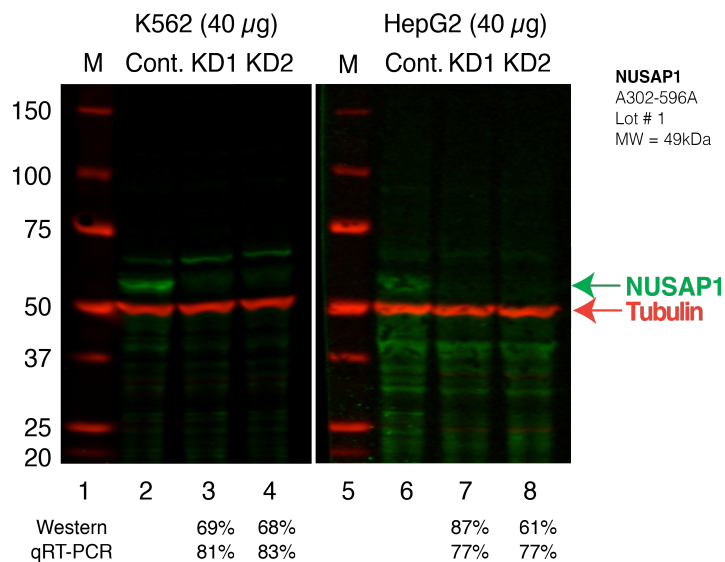 K562 (40 µg) HepG2 (40 µg)
M Cont. KD1 KD2 M Cont. KD1 KD2
NUSAP1
A302-596A
Lot # 1
MW = 49kDa
150
100
75
NUSAP1
50
Tubulin
37
25
20
1 2 3 4 5 6 7 8
Western 69% 68% 87% 61%
qRT-PCR 81% 83% 77% 77%